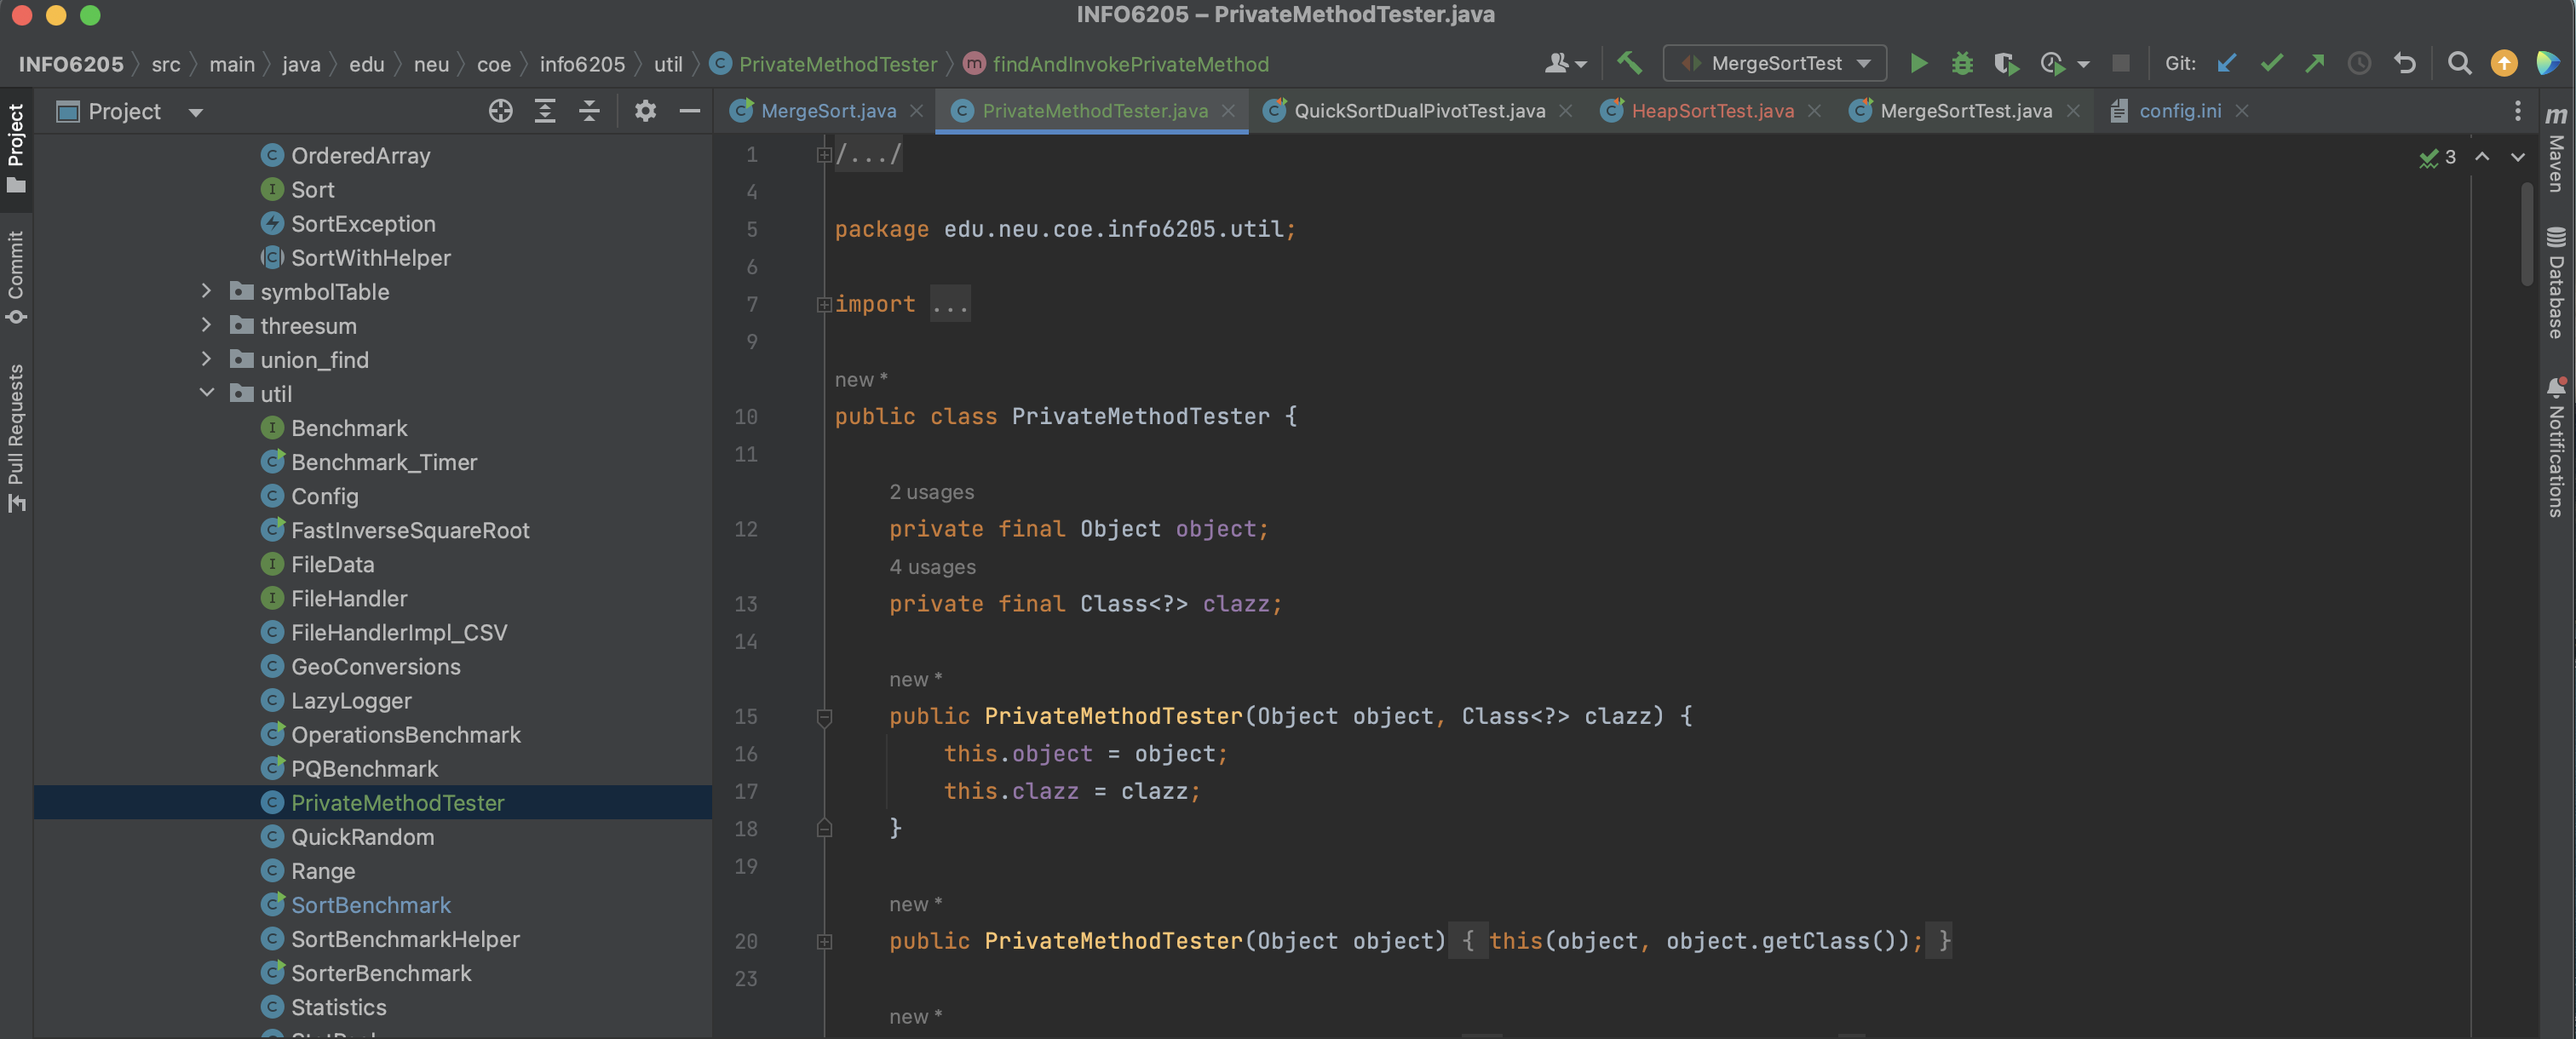 INFO6205 – PrivateMethodTester.java
INFO6205 src main java edu neu coe info6205 util PrivateMethodTester findAndInvokePrivateMethod MergeSortTest Git:
Project
MergeSort.java PrivateMethodTester.java QuickSortDualPivotTest.java HeapSortTest.java MergeSortTest.java config.ini
Project
Commit
Pull Requests
OrderedArray
Sort
SortException
SortWithHelper
symbolTable
threesum
union_find
util
Benchmark
Benchmark_Timer
Config
FastInverseSquareRoot
FileData
FileHandler
FileHandlerImpl_CSV
GeoConversions
LazyLogger
OperationsBenchmark
PQBenchmark
PrivateMethodTester
QuickRandom
Range
SortBenchmark
SortBenchmarkHelper
SorterBenchmark
Statistics
1 /.../
3
4
5 package edu.neu.coe.info6205.util;
6
7 import ...
9
new *
10 public class PrivateMethodTester {
11
2 usages
12 private final Object object;
4 usages
13 private final Class<?> clazz;
14
new *
15 public PrivateMethodTester(Object object, Class<?> clazz) {
16 this.object = object;
17 this.clazz = clazz;
18 }
19
new *
20 public PrivateMethodTester(Object object) { this(object, object.getClass()); }
23
new *
m
Maven
Database
Notifications